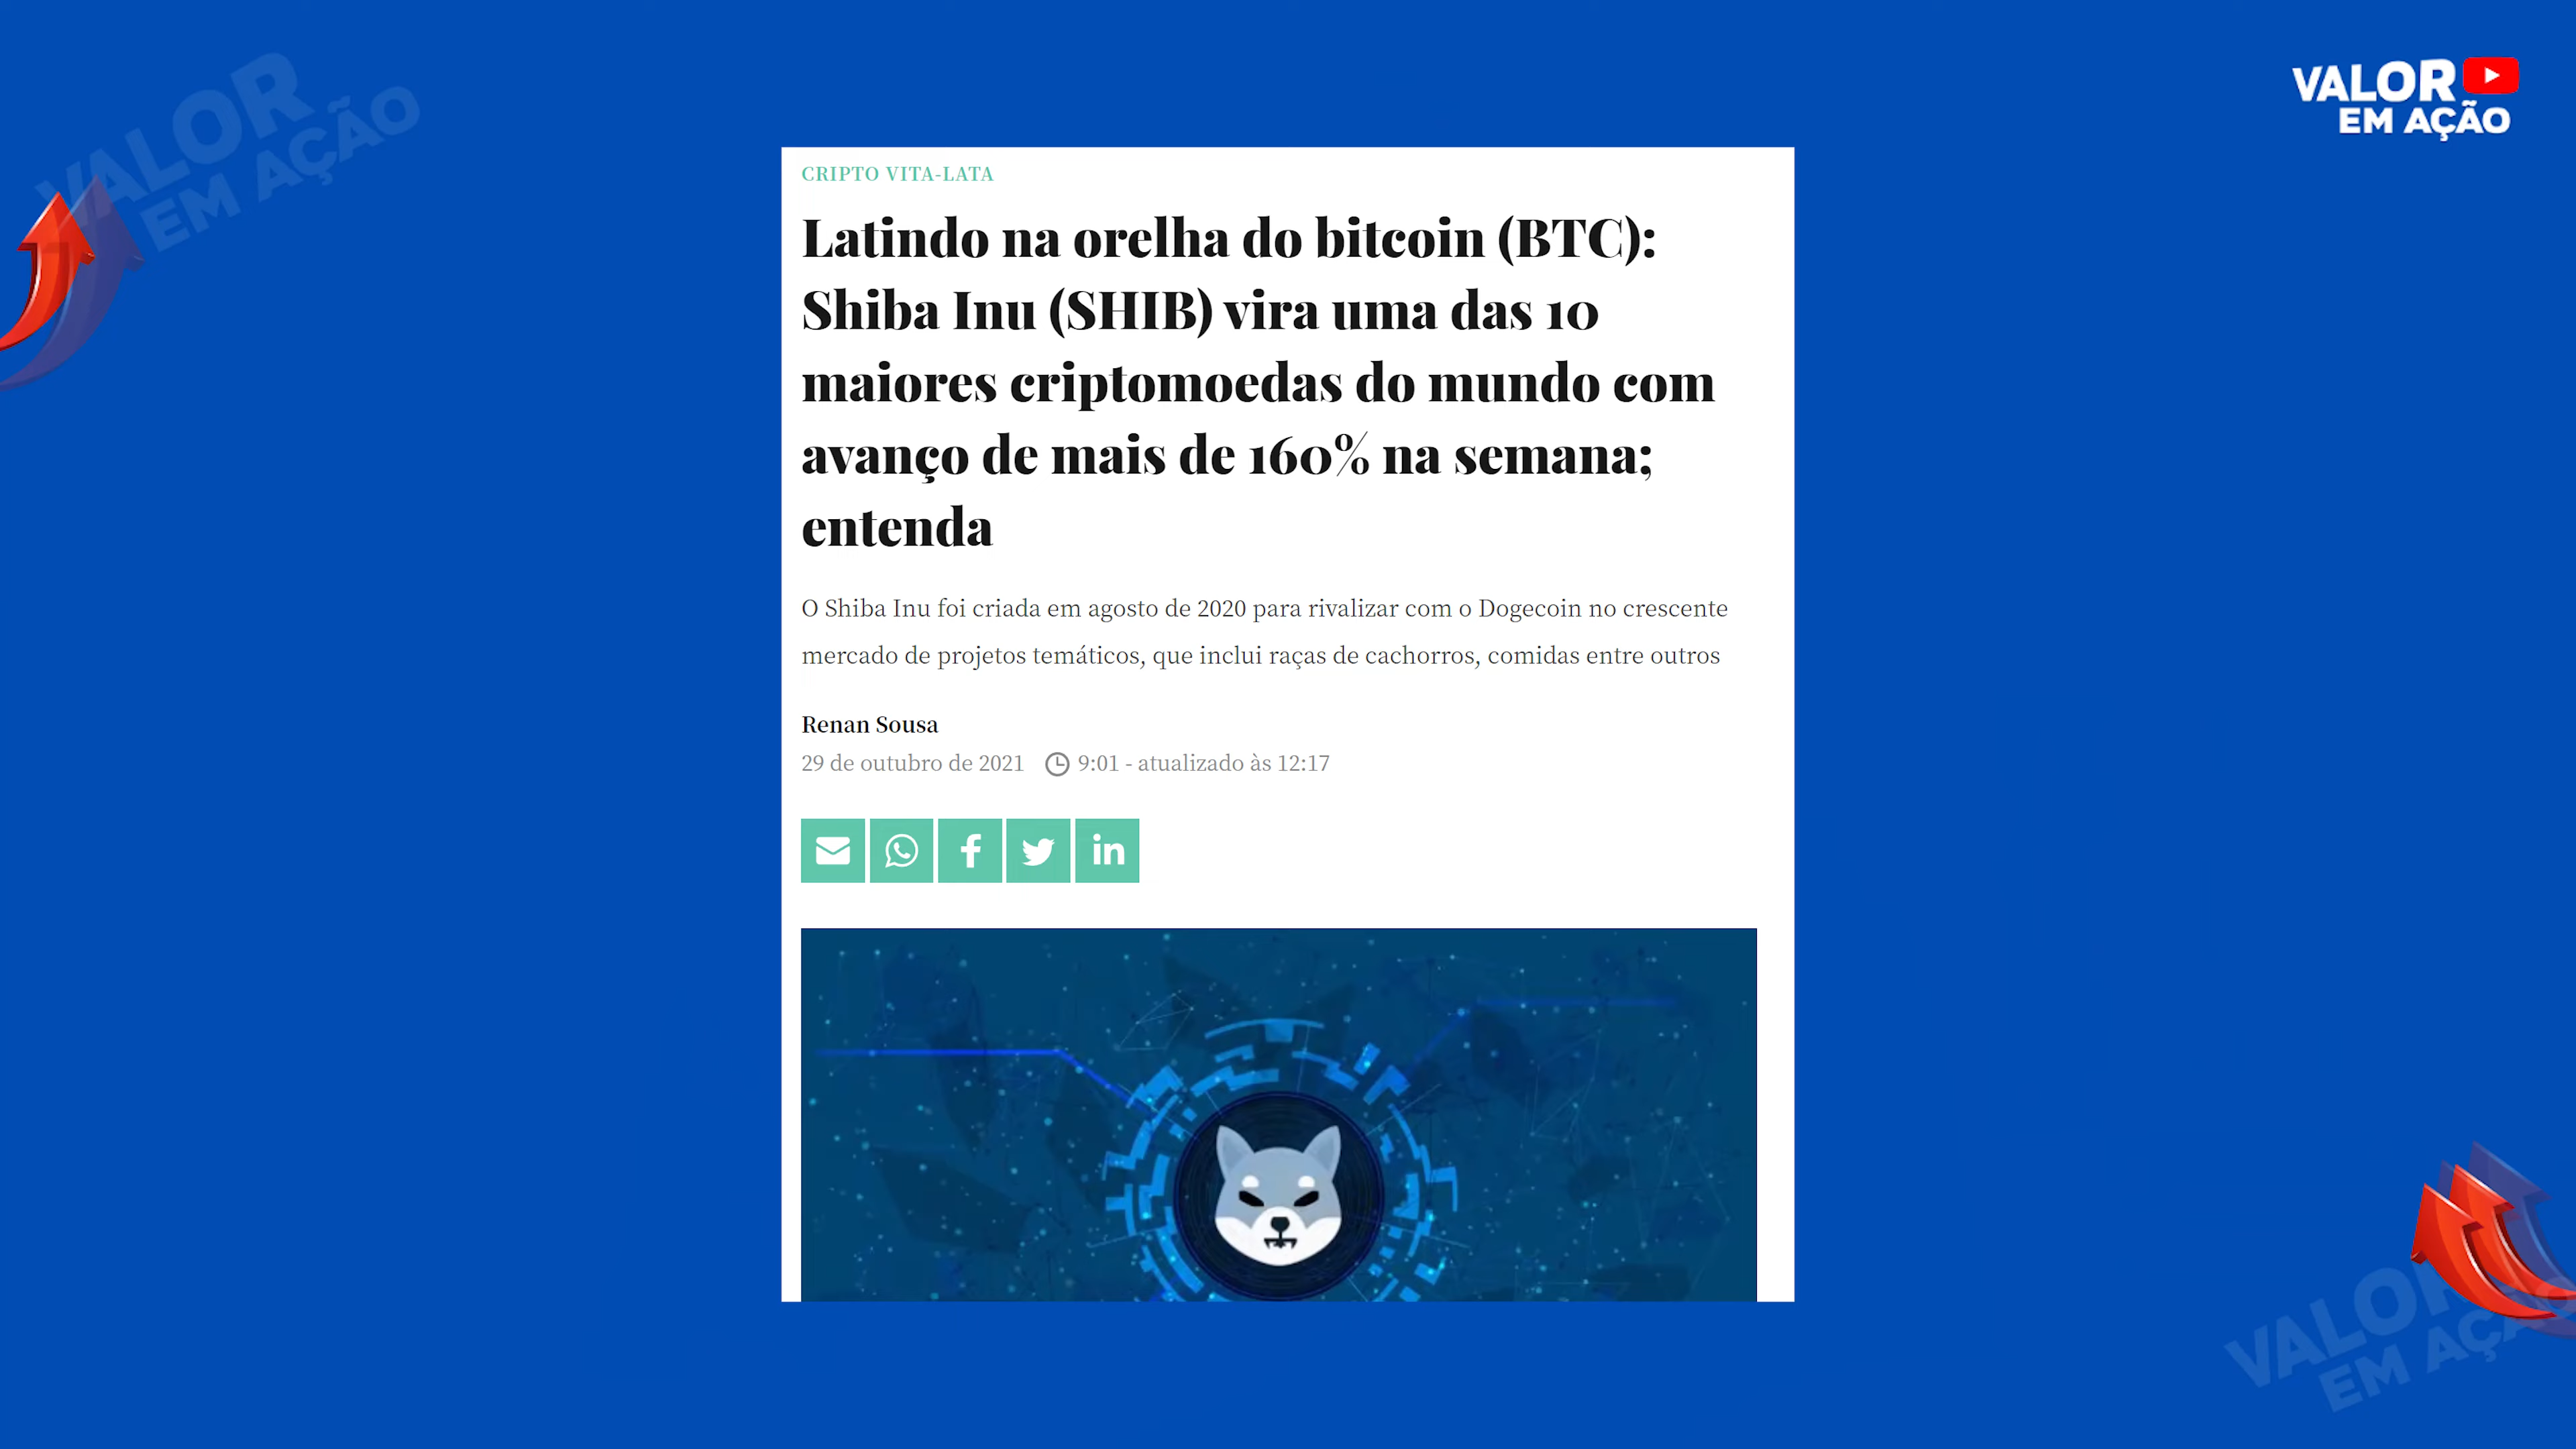 VALOR
EM AÇÃO
VALOR
EM AÇÃO
CRIPTO VITA-LATA
Latindo na orelha do bitcoin (BTC):
Shiba Inu (SHIB) vira uma das 10
maiores criptomoedas do mundo com
avanço de mais de 160% na semana;
entenda
O Shiba Inu foi criada em agosto de 2020 para rivalizar com o Dogecoin no crescente
mercado de projetos temáticos, que inclui raças de cachorros, comidas entre outros
Renan Sousa
29 de outubro de 2021 9:01 - atualizado às 12:17
f in
VALOR
EM AÇÃO